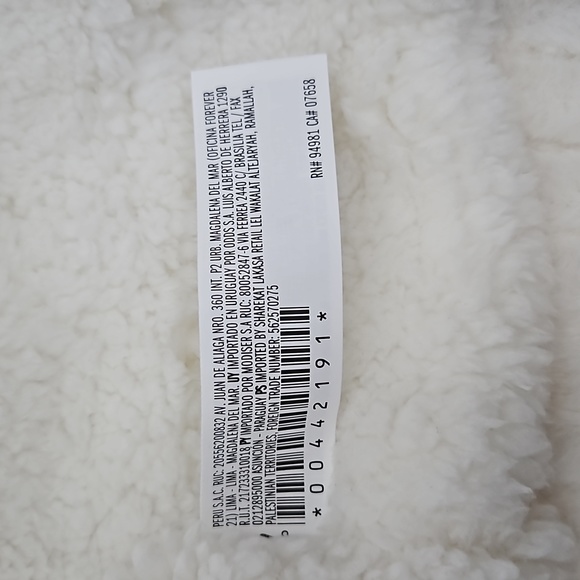 PERU S.A.C. RUC: 20556200832 AV. JUAN DE ALIAGA NRO. 360 INT. P2 URB. MAGDALENA DEL MAR (OFICINA FOREVER
21) LIMA - LIMA - MAGDALENA DEL MAR. UY IMPORTADO EN URUGUAY POR ODDS S.A. LUIS ALBERTO DE HERRERA 1290
R.U.T. 217233310018 PY IMPORTADO POR MODISER S.A RUC: 80052847-6 VIA FERREA 2440 C/ BRASILIA TEL / FAX
0212895000 ASUNCION - PARAGUAY PS IMPORTED BY SHAREKAT LAKASA RETAIL LEL WAKALAT ALTEJARYAH, RAMALLAH,
PALESTINIAN TERRITORIES, FOREIGN TRADE NUMBER: 562570275
*00442191*
RN# 94981 CA# 07658